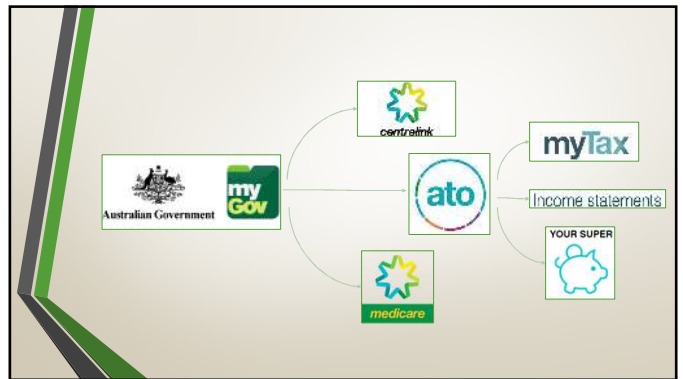 centrelink
Australian Government
my
Gov
ato
myTax
Income statements
YOUR SUPER
medicare